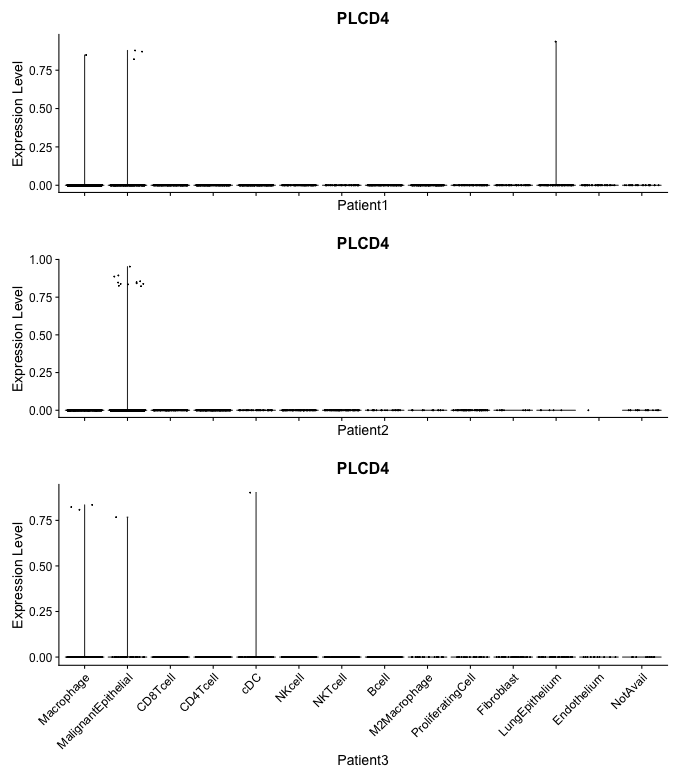 PLCD4
Expression Level
0.75
0.50
0.25
0.00
Patient1
PLCD4
Expression Level
1.00
0.75
0.50
0.25
0.00
Patient2
PLCD4
Expression Level
0.75
0.50
0.25
0.00
Macrophage
MalignantEpithelial
CD8Tcell
CD4Tcell
cDC
NKcell
NKTcell
Bcell
M2Macrophage
ProliferatingCell
Fibroblast
LungEpithelium
Endothelium
NotAvail
Patient3